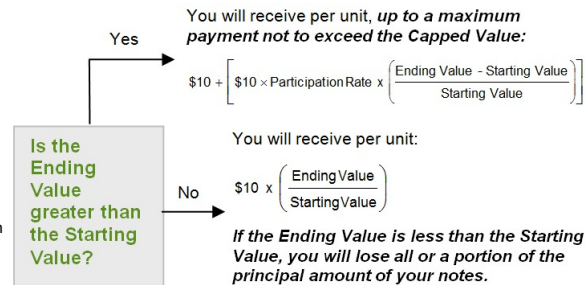 You will receive per unit, up to a maximum
payment not to exceed the Capped Value:
Yes
$10 + [ $10 × Participation Rate x ( Ending Value - Starting Value / Starting Value ) ]
Is the
Ending
Value
greater than
the Starting
Value?
No
You will receive per unit:
$10 x ( Ending Value / Starting Value )
If the Ending Value is less than the Starting
Value, you will lose all or a portion of the
principal amount of your notes.